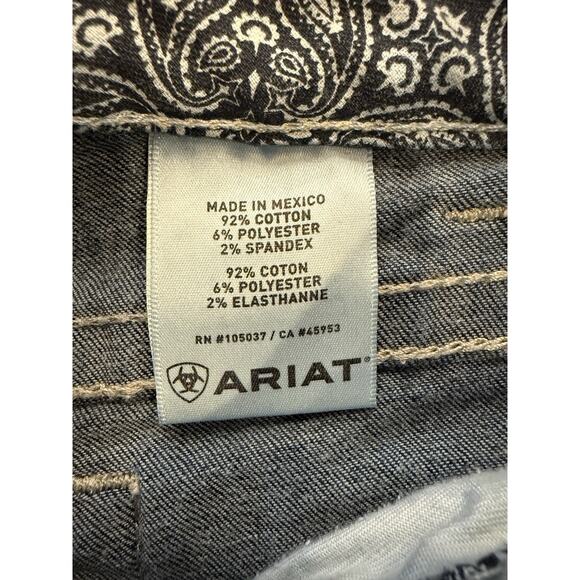 MADE IN MEXICO
92% COTTON
6% POLYESTER
2% SPANDEX
92% COTON
6% POLYESTER
2% ELASTHANNE
RN #105037 / CA #45953
ARIAT®